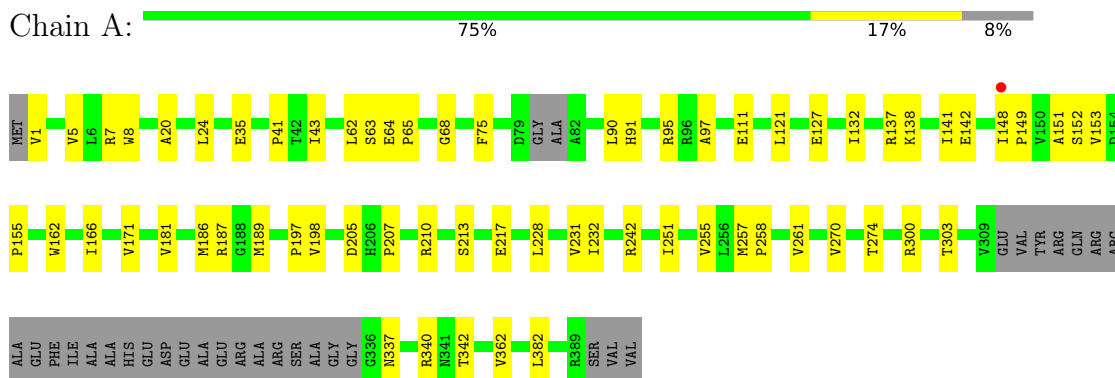 Chain A:
75% 17% 8%
MET V1 V5 L6 R7 W8 A20 L24 E35 P41 T42 I43 L62 S63 E64 P65 G68 F75 D79 GLY ALA A82 L90 H91 R95 R96 A97 E111 L121 E127 I132 R137 K138 I141 E142 I148 P149 V150 A151 S152 V153 D154
P155 W162 I166 V171 V181 M186 R187 G188 M189 P197 V198 D205 H206 P207 R210 S213 E217 L228 V231 I232 R242 I251 V255 L256 M257 P258 V261 V270 T274 R300 T303 V309 GLU VAL TYR ARG GLN ARG ARG
ALA GLU PHE ILE ALA ALA HIS GLU ASP GLU ALA GLU ARG ALA ARG SER ALA GLY GLY G336 N337 R340 N341 T342 V362 L382 R389 SER VAL VAL